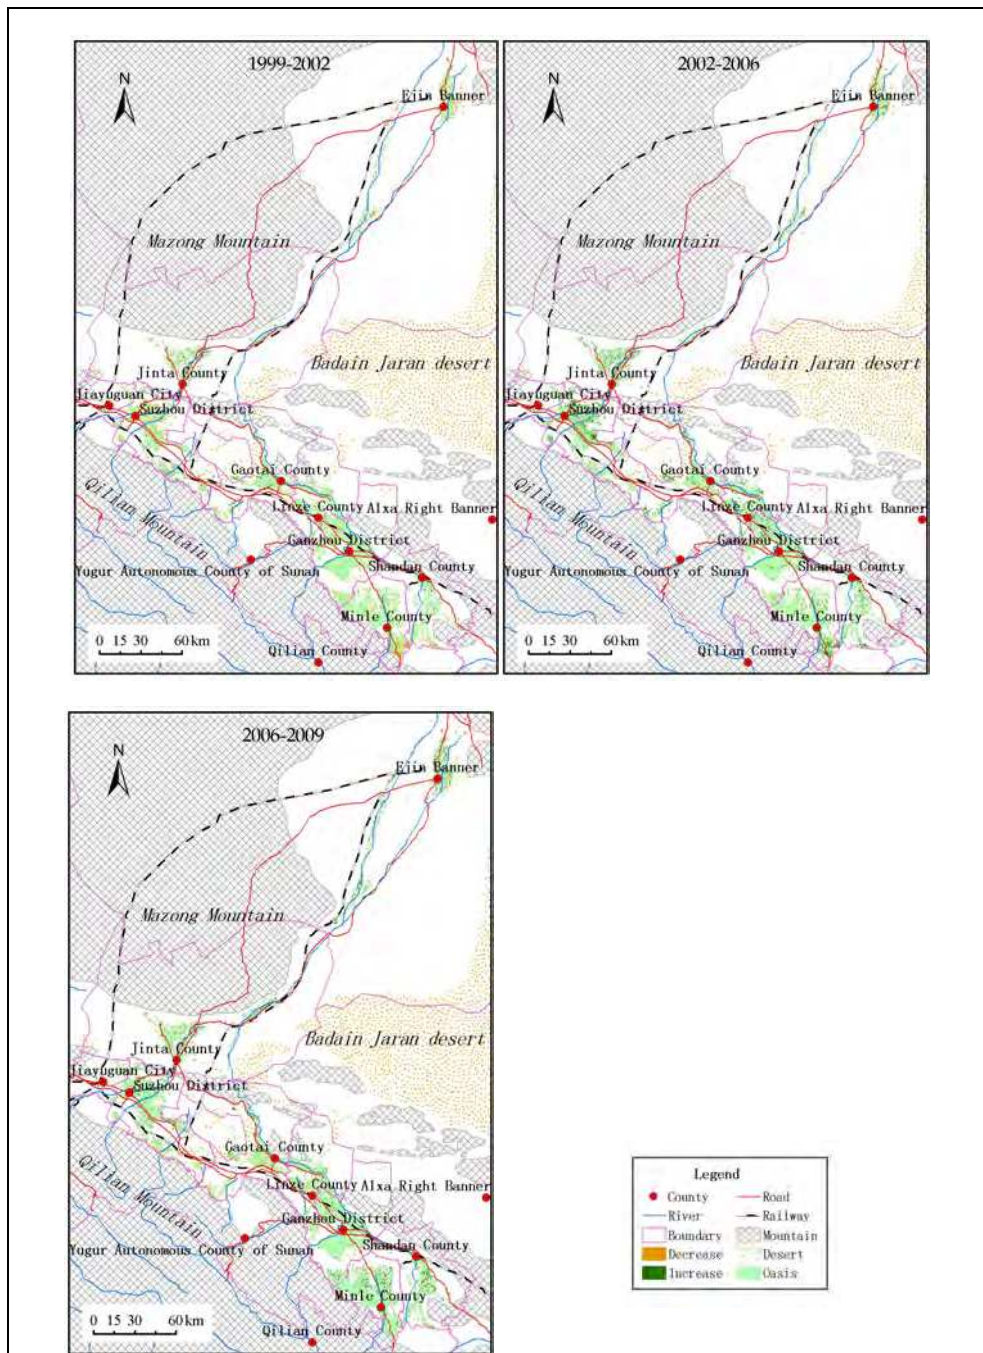 1999-2002
N
Ejin Banner
Mazong Mountain
Badain Jaran desert
Jinta County
Jiayuguan City
Suzhou District
Gaotai County
Linze County
Alxa Right Banner
Qilian Mountain
Ganzhou District
Yugur Autonomous County of Sunan
Shandan County
Minle County
0 15 30 60 km
Qilian County
2002-2006
N
Ejin Banner
Mazong Mountain
Badain Jaran desert
Jinta County
Jiayuguan City
Suzhou District
Gaotai County
Linze County
Alxa Right Banner
Qilian Mountain
Ganzhou District
Yugur Autonomous County of Sunan
Shandan County
Minle County
0 15 30 60 km
Qilian County
2006-2009
N
Ejin Banner
Mazong Mountain
Badain Jaran desert
Jinta County
Jiayuguan City
Suzhou District
Gaotai County
Linze County
Alxa Right Banner
Qilian Mountain
Ganzhou District
Yugur Autonomous County of Sunan
Shandan County
Minle County
0 15 30 60 km
Qilian County
Legend
County Road
River Railway
Boundary Mountain
Decrease Desert
Increase Oasis